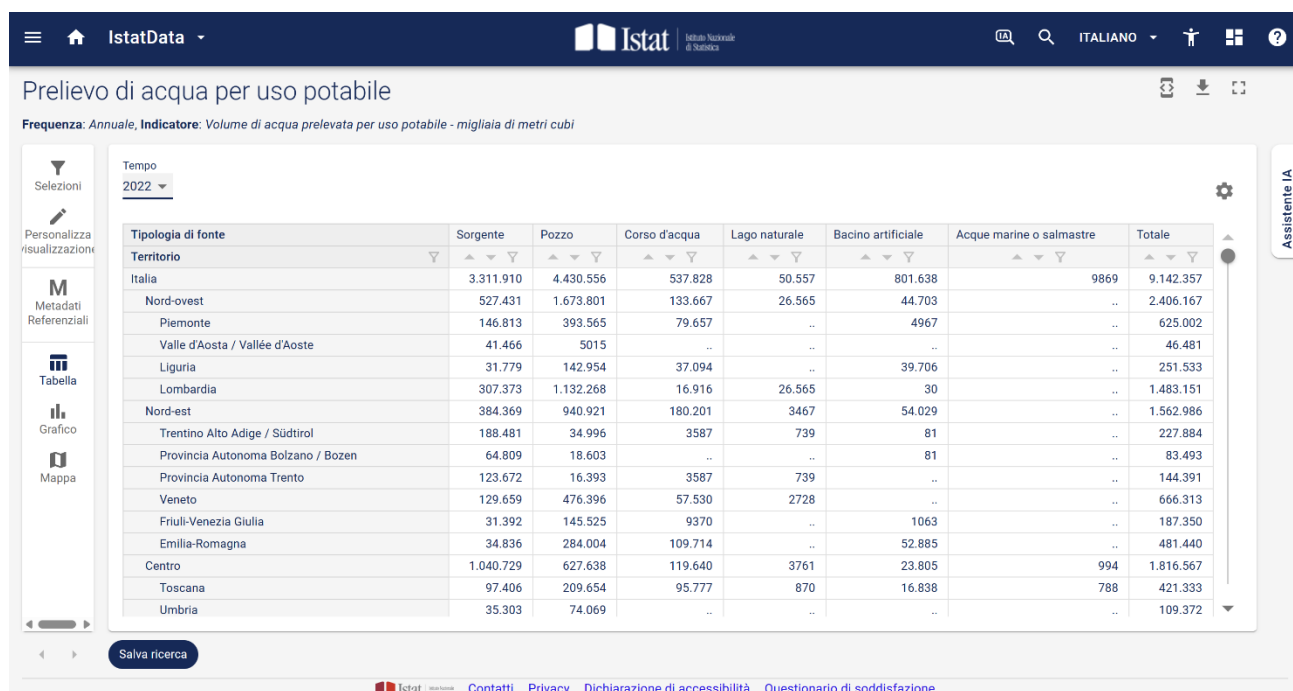 IstatData
Istat Istituto Nazionale di Statistica
IA
ITALIANO
Prelievo di acqua per uso potabile
Frequenza: Annuale, Indicatore: Volume di acqua prelevata per uso potabile - migliaia di metri cubi
Selezioni
Personalizza visualizzazione
M
Metadati Referenziali
Tabella
Grafico
Mappa
Tempo
2022
Tipologia di fonte Sorgente Pozzo Corso d'acqua Lago naturale Bacino artificiale Acque marine o salmastre Totale
Territorio
Italia 3.311.910 4.430.556 537.828 50.557 801.638 9869 9.142.357
Nord-ovest 527.431 1.673.801 133.667 26.565 44.703 .. 2.406.167
Piemonte 146.813 393.565 79.657 .. 4967 .. 625.002
Valle d'Aosta / Vallée d'Aoste 41.466 5015 .. .. .. .. 46.481
Liguria 31.779 142.954 37.094 .. 39.706 .. 251.533
Lombardia 307.373 1.132.268 16.916 26.565 30 .. 1.483.151
Nord-est 384.369 940.921 180.201 3467 54.029 .. 1.562.986
Trentino Alto Adige / Südtirol 188.481 34.996 3587 739 81 .. 227.884
Provincia Autonoma Bolzano / Bozen 64.809 18.603 .. .. 81 .. 83.493
Provincia Autonoma Trento 123.672 16.393 3587 739 .. .. 144.391
Veneto 129.659 476.396 57.530 2728 .. .. 666.313
Friuli-Venezia Giulia 31.392 145.525 9370 .. 1063 .. 187.350
Emilia-Romagna 34.836 284.004 109.714 .. 52.885 .. 481.440
Centro 1.040.729 627.638 119.640 3761 23.805 994 1.816.567
Toscana 97.406 209.654 95.777 870 16.838 788 421.333
Umbria 35.303 74.069 .. .. .. .. 109.372
Assistente IA
Salva ricerca
Istat Contatti Privacy Dichiarazione di accessibilità Questionario di soddisfazione